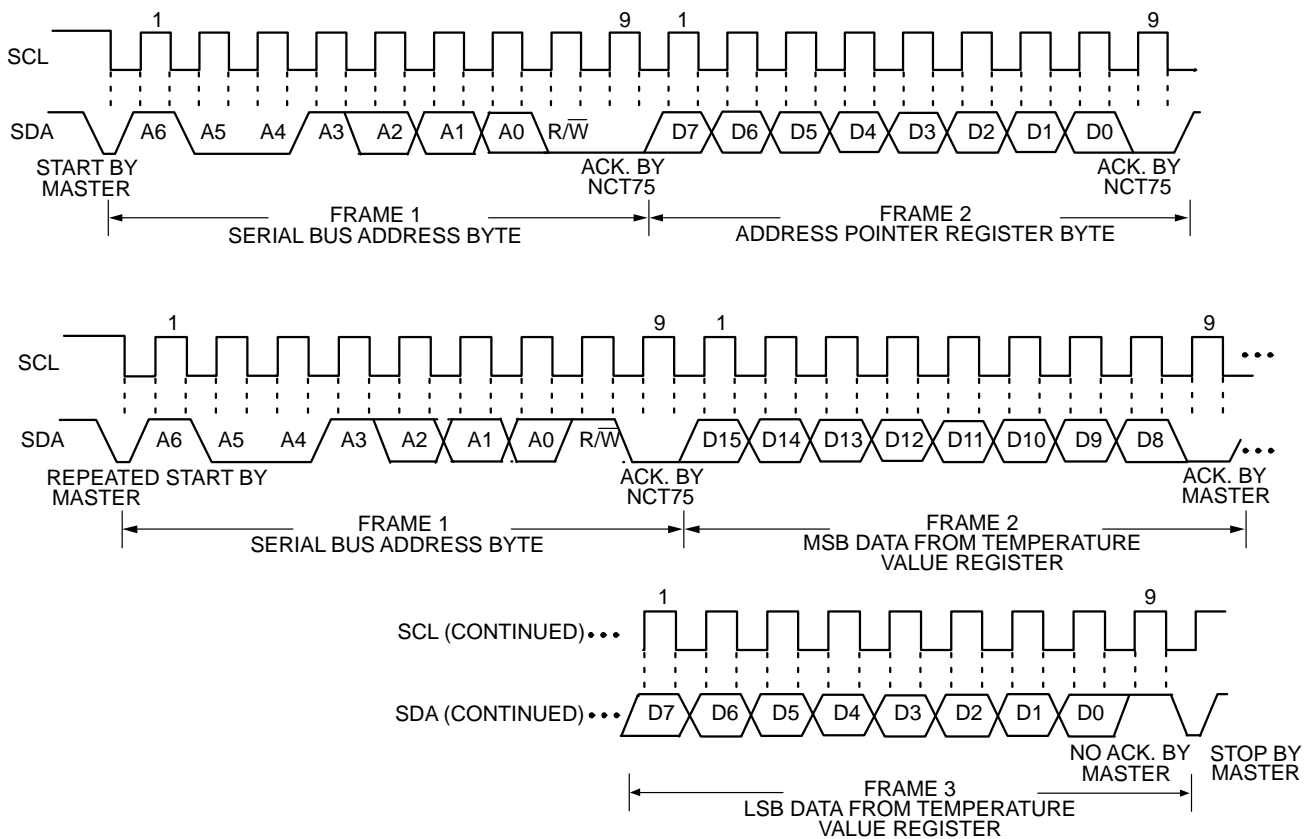 1 9 1 9
SCL
SDA A6 A5 A4 A3 A2 A1 A0 R/W̅ D7 D6 D5 D4 D3 D2 D1 D0
START BY
MASTER
ACK. BY
NCT75
ACK. BY
NCT75
FRAME 1
SERIAL BUS ADDRESS BYTE
FRAME 2
ADDRESS POINTER REGISTER BYTE
1 9 1 9
SCL
SDA A6 A5 A4 A3 A2 A1 A0 R/W̅ D15 D14 D13 D12 D11 D10 D9 D8
REPEATED START BY
MASTER
ACK. BY
NCT75
ACK. BY
MASTER
FRAME 1
SERIAL BUS ADDRESS BYTE
FRAME 2
MSB DATA FROM TEMPERATURE
VALUE REGISTER
1 9
SCL (CONTINUED)
SDA (CONTINUED) D7 D6 D5 D4 D3 D2 D1 D0
NO ACK. BY
MASTER
STOP BY
MASTER
FRAME 3
LSB DATA FROM TEMPERATURE
VALUE REGISTER